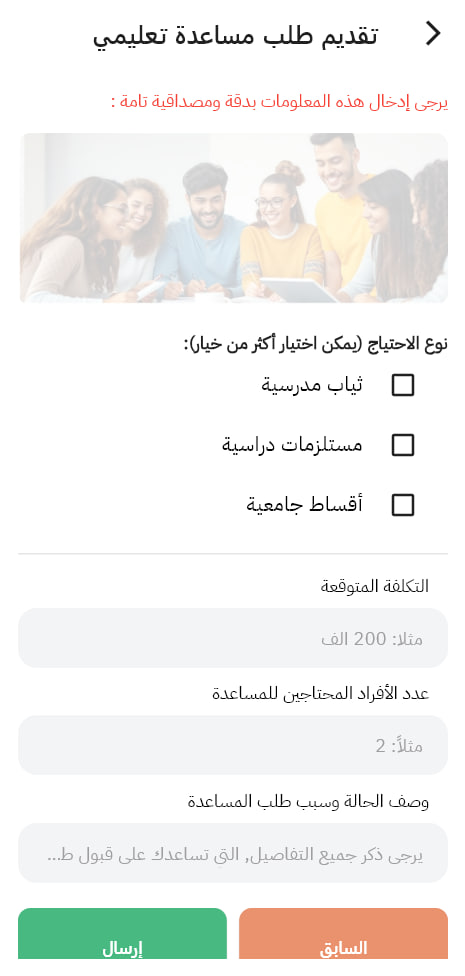 تقديم طلب مساعدة تعليمي
يرجى إدخال هذه المعلومات بدقة ومصداقية تامة :
نوع الاحتياج (يمكن اختيار أكثر من خيار):
ثياب مدرسية
مستلزمات دراسية
أقساط جامعية
التكلفة المتوقعة
مثلا: 200 الف
عدد الأفراد المحتاجين للمساعدة
مثلاً: 2
وصف الحالة وسبب طلب المساعدة
يرجى ذكر جميع التفاصيل, التي تساعدك على قبول ط...
السابق
إرسال